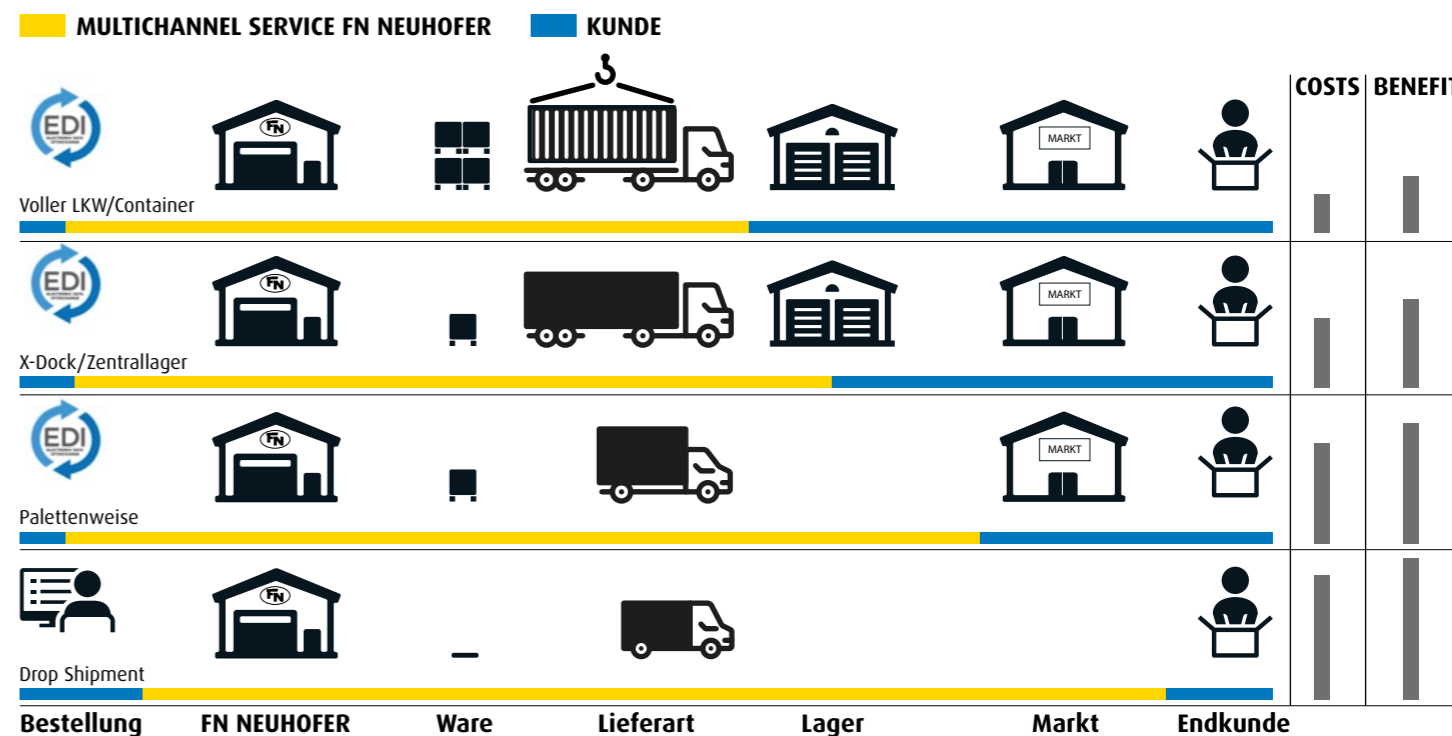 MULTICHANNEL SERVICE FN NEUHOFER KUNDE
COSTS BENEFIT
EDI
FN
MARKT
Voller LKW/Container
EDI
FN
MARKT
X-Dock/Zentrallager
EDI
FN
MARKT
Palettenweise
FN
Drop Shipment
Bestellung FN NEUHOFER Ware Lieferart Lager Markt Endkunde